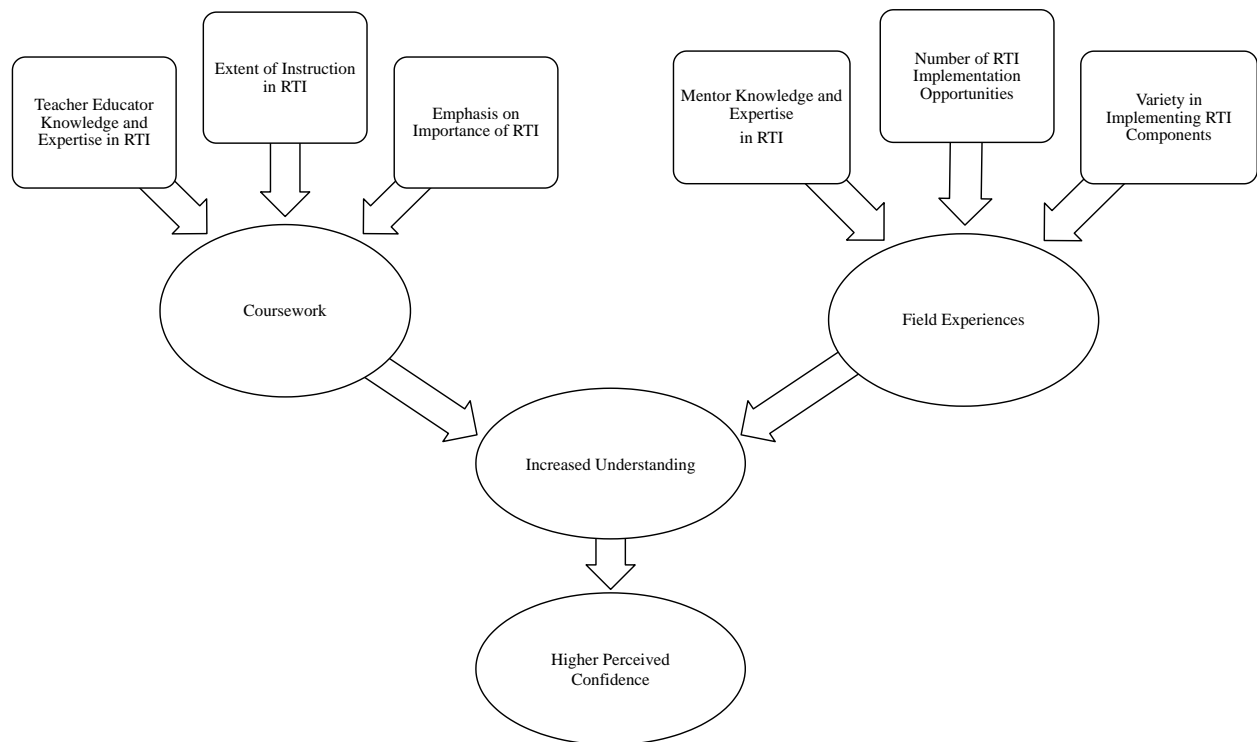 Teacher Educator
Knowledge and
Expertise in RTI
Extent of Instruction
in RTI
Emphasis on
Importance of RTI
Mentor Knowledge and
Expertise
in RTI
Number of RTI
Implementation
Opportunities
Variety in
Implementing RTI
Components
Coursework
Field Experiences
Increased Understanding
Higher Perceived
Confidence